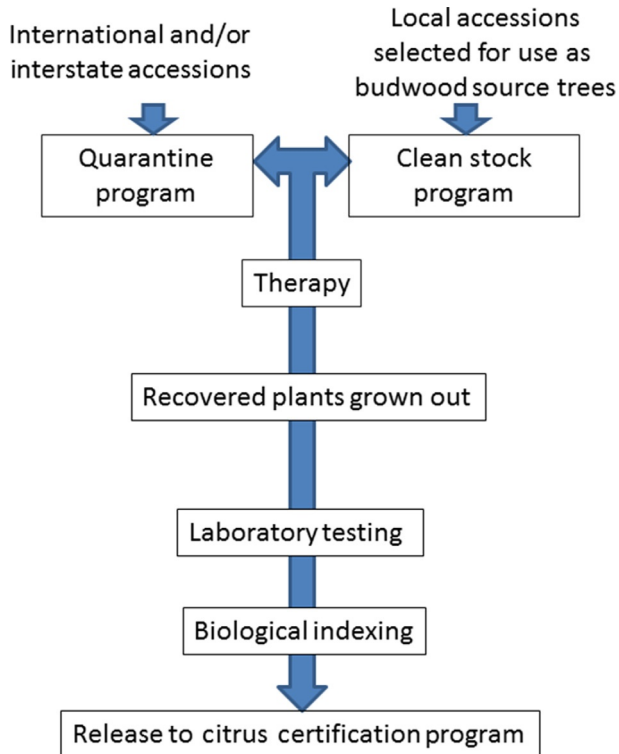 International and/or
interstate accessions
Local accessions
selected for use as
budwood source trees
Quarantine
program
Clean stock
program
Therapy
Recovered plants grown out
Laboratory testing
Biological indexing
Release to citrus certification program